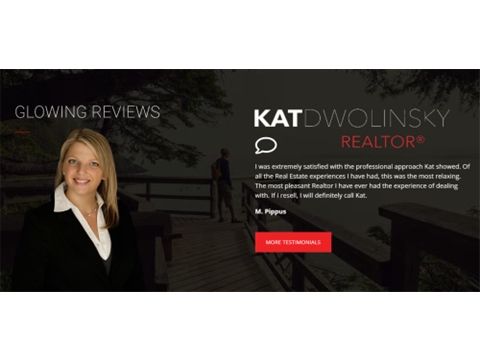 GLOWING REVIEWS
KATDWOLINSKY
REALTOR®
I was extremely satisfied with the professional approach Kat showed. Of
all the Real Estate experiences I have had, this was the most relaxing.
The most pleasant Realtor I have ever had the experience of dealing
with. If I resell, I will definitely call Kat.
M. Pippus
MORE TESTIMONIALS